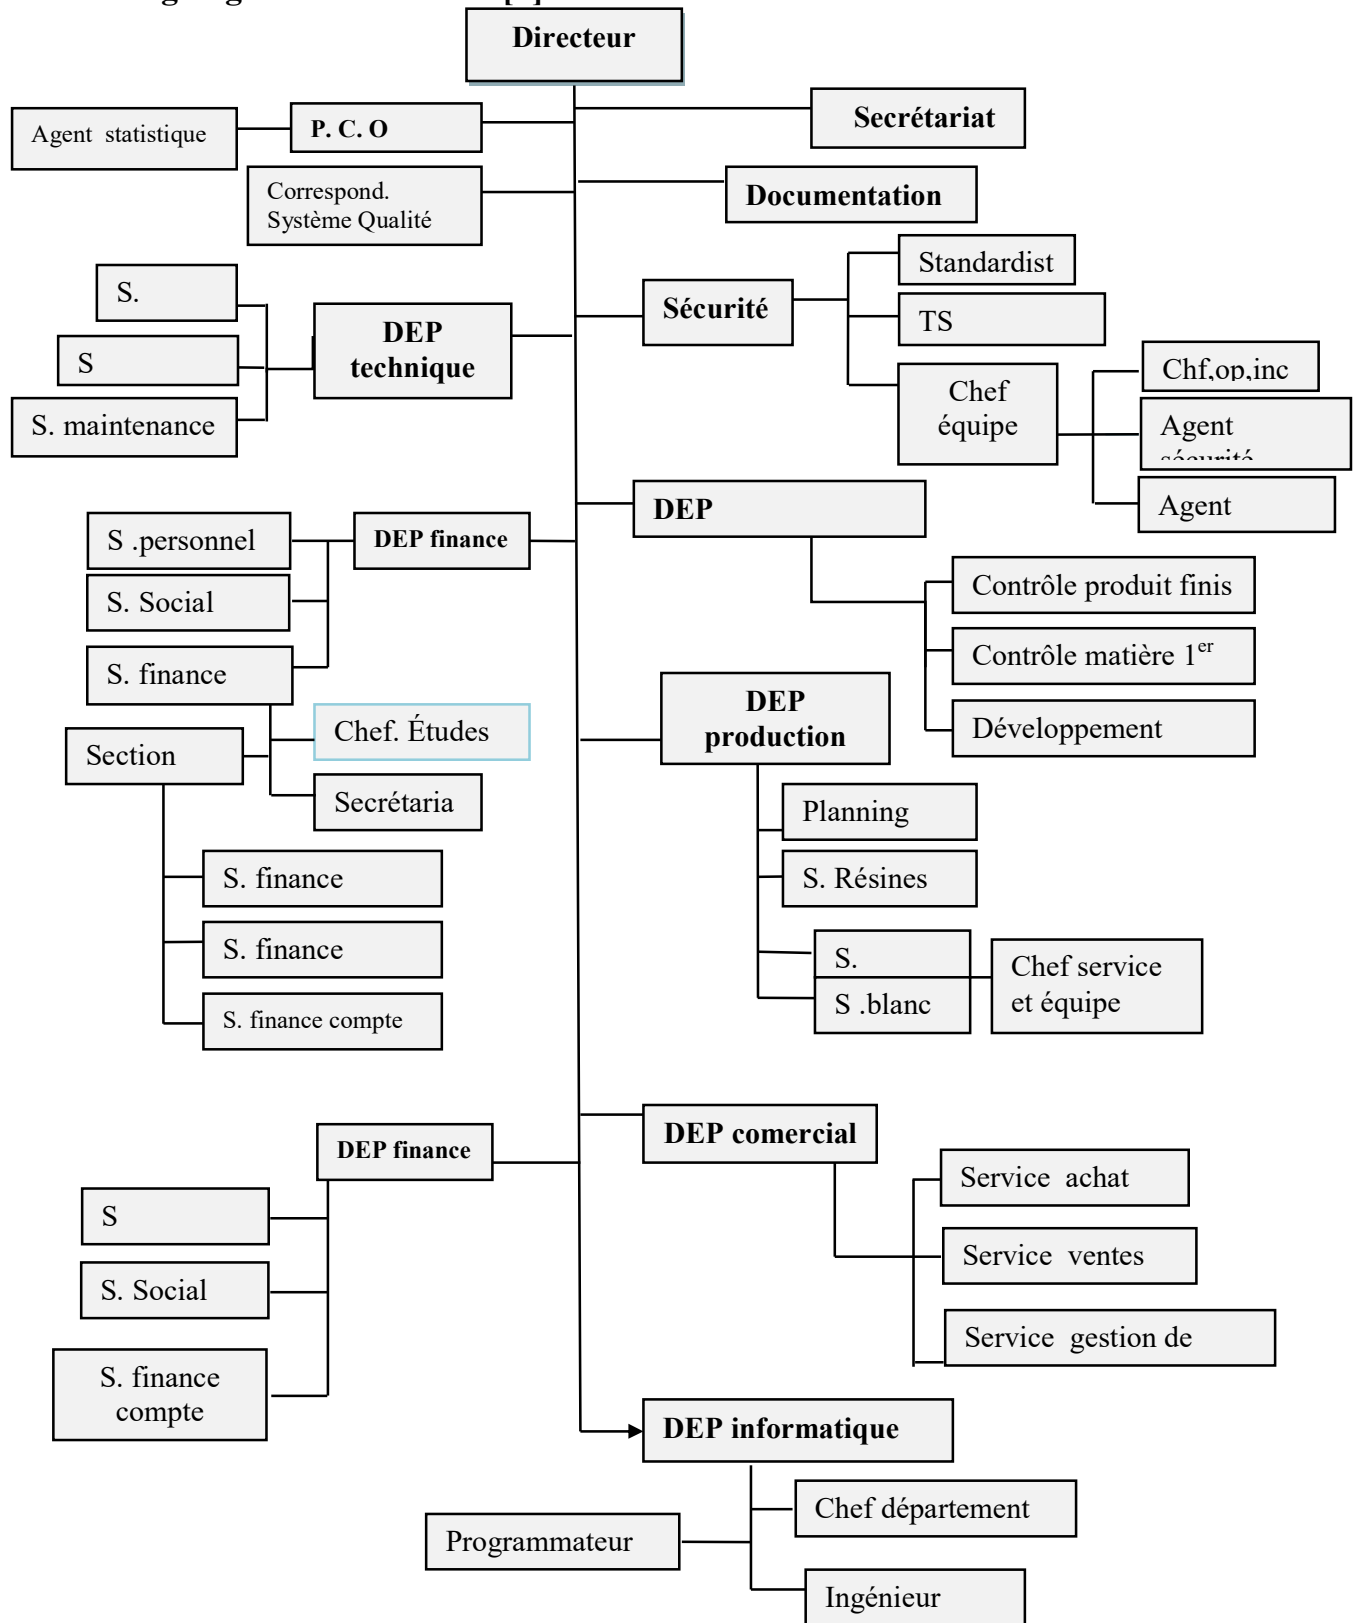 Directeur
Agent statistique
P. C. O
Secrétariat
Correspond.
Système Qualité
Documentation
Standardist
S.
Sécurité
TS
DEP
technique
S
Chf,op,inc
Chef
équipe
S. maintenance
Agent
sécurité
DEP
Agent
S .personnel
DEP finance
Contrôle produit finis
S. Social
Contrôle matière 1er
S. finance
DEP
production
Chef. Études
Développement
Section
Secrétaria
Planning
S. finance
S. Résines
S. finance
S.
Chef service
et équipe
S .blanc
S. finance compte
DEP comercial
DEP finance
Service achat
S
Service ventes
S. Social
Service gestion de
S. finance
compte
DEP informatique
Chef département
Programmateur
Ingénieur